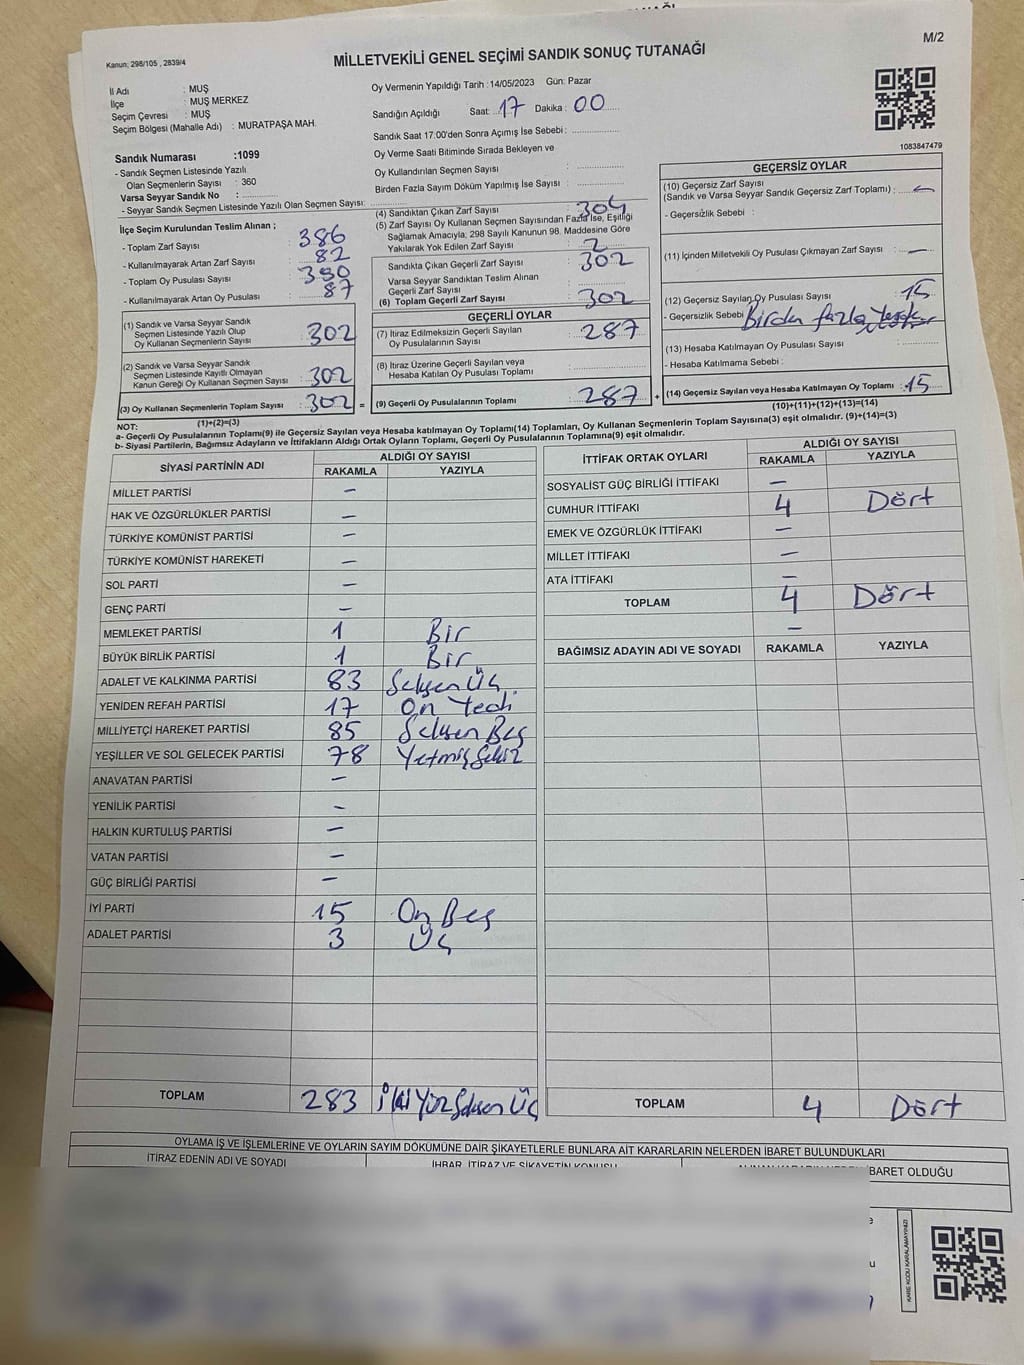 M/2
Kanun: 298/105 , 2839/4
MİLLETVEKİLİ GENEL SEÇİMİ SANDIK SONUÇ TUTANAĞI
İl Adı : MUŞ
İlçe : MUŞ MERKEZ
Seçim Çevresi : MUŞ
Seçim Bölgesi (Mahalle Adı) : MURATPAŞA MAH.
Sandık Numarası :1099
- Sandık Seçmen Listesinde Yazılı
Olan Seçmenlerin Sayısı : 360
Varsa Seyyar Sandık No :
- Seyyar Sandık Seçmen Listesinde Yazılı Olan Seçmen Sayısı:
İlçe Seçim Kurulundan Teslim Alınan ;
- Toplam Zarf Sayısı : 386
- Kullanılmayarak Artan Zarf Sayısı : 82
- Toplam Oy Pusulası Sayısı : 390
- Kullanılmayarak Artan Oy Pusulası : 87
(1) Sandık ve Varsa Seyyar Sandık
Seçmen Listesinde Yazılı Olup
Oy Kullanan Seçmenlerin Sayısı : 302
(2) Sandık ve Varsa Seyyar Sandık
Seçmen Listesinde Kayıtlı Olmayan
Kanun Gereği Oy Kullanan Seçmen Sayısı : 302
(3) Oy Kullanan Seçmenlerin Toplam Sayısı : 302 =
(1)+(2)=(3)
Oy Vermenin Yapıldığı Tarih : 14/05/2023 Gün: Pazar
Sandığın Açıldığı Saat: 17 Dakika : 00
Sandık Saat 17:00'den Sonra Açımış İse Sebebi :
Oy Verme Saati Bitiminde Sırada Bekleyen ve
Oy Kullandırılan Seçmen Sayısı :
Birden Fazla Sayım Döküm Yapılmış İse Sayısı :
(4) Sandıktan Çıkan Zarf Sayısı : 304
(5) Zarf Sayısı Oy Kullanan Seçmen Sayısından Fazla İse, Eşitliği
Sağlamak Amacıyla, 298 Sayılı Kanunun 98. Maddesine Göre
Yakılarak Yok Edilen Zarf Sayısı : 2
Sandıkta Çıkan Geçerli Zarf Sayısı : 302
Varsa Seyyar Sandıktan Teslim Alınan
Geçerli Zarf Sayısı :
(6) Toplam Geçerli Zarf Sayısı : 302
GEÇERLİ OYLAR
(7) İtiraz Edilmeksizin Geçerli Sayılan
Oy Pusulalarının Sayısı : 287
(8) İtiraz Üzerine Geçerli Sayılan veya
Hesaba Katılan Oy Pusulası Toplamı :
(9) Geçerli Oy Pusulalarının Toplamı : 287 +
1083847479
GEÇERSİZ OYLAR
(10) Geçersiz Zarf Sayısı
(Sandık ve Varsa Seyyar Sandık Geçersiz Zarf Toplamı) : —
- Geçersizlik Sebebi :
(11) İçinden Milletvekili Oy Pusulası Çıkmayan Zarf Sayısı : —
(12) Geçersiz Sayılan Oy Pusulası Sayısı : 15
- Geçersizlik Sebebi : Birden fazla
(13) Hesaba Katılmayan Oy Pusulası Sayısı :
- Hesaba Katılmama Sebebi :
(14) Geçersiz Sayılan veya Hesaba Katılmayan Oy Toplamı : 15
(10)+(11)+(12)+(13)=(14)
NOT:
a- Geçerli Oy Pusulalarının Toplamı(9) ile Geçersiz Sayılan veya Hesaba katılmayan Oy Toplamı(14) Toplamları, Oy Kullanan Seçmenlerin Toplam Sayısına(3) eşit olmalıdır. (9)+(14)=(3)
b- Siyasi Partilerin, Bağımsız Adayların ve İttifakların Aldığı Ortak Oyların Toplamı, Geçerli Oy Pusulalarının Toplamına(9) eşit olmalıdır.
SİYASİ PARTİNİN ADI ALDIĞI OY SAYISI
RAKAMLA YAZIYLA
MİLLET PARTİSİ —
HAK VE ÖZGÜRLÜKLER PARTİSİ —
TÜRKİYE KOMÜNİST PARTİSİ —
TÜRKİYE KOMÜNİST HAREKETİ —
SOL PARTİ —
GENÇ PARTİ —
MEMLEKET PARTİSİ 1 Bir
BÜYÜK BİRLİK PARTİSİ 1 Bir
ADALET VE KALKINMA PARTİSİ 83 Seksen Üç
YENİDEN REFAH PARTİSİ 17 On Yedi
MİLLİYETÇİ HAREKET PARTİSİ 85 Seksen Beş
YEŞİLLER VE SOL GELECEK PARTİSİ 78 Yetmiş Sekiz
ANAVATAN PARTİSİ —
YENİLİK PARTİSİ —
HALKIN KURTULUŞ PARTİSİ —
VATAN PARTİSİ —
GÜÇ BİRLİĞİ PARTİSİ —
İYİ PARTİ 15 On Beş
ADALET PARTİSİ 3 Üç
TOPLAM 283 İki Yüz Seksen Üç
İTTİFAK ORTAK OYLARI ALDIĞI OY SAYISI
RAKAMLA YAZIYLA
SOSYALİST GÜÇ BİRLİĞİ İTTİFAKI —
CUMHUR İTTİFAKI 4 Dört
EMEK VE ÖZGÜRLÜK İTTİFAKI —
MİLLET İTTİFAKI —
ATA İTTİFAKI —
TOPLAM 4 Dört
—
BAĞIMSIZ ADAYIN ADI VE SOYADI RAKAMLA YAZIYLA
TOPLAM 4 Dört
OYLAMA İŞ VE İŞLEMLERİNE VE OYLARIN SAYIM DÖKÜMÜNE DAİR ŞİKAYETLERLE BUNLARA AİT KARARLARIN NELERDEN İBARET BULUNDUKLARI
İTİRAZ EDENİN ADI VE SOYADI İHBAR, İTİRAZ VE ŞİKAYETİN KONUSU İBARET OLDUĞU
KARE KODU KARALAMAYINIZ!